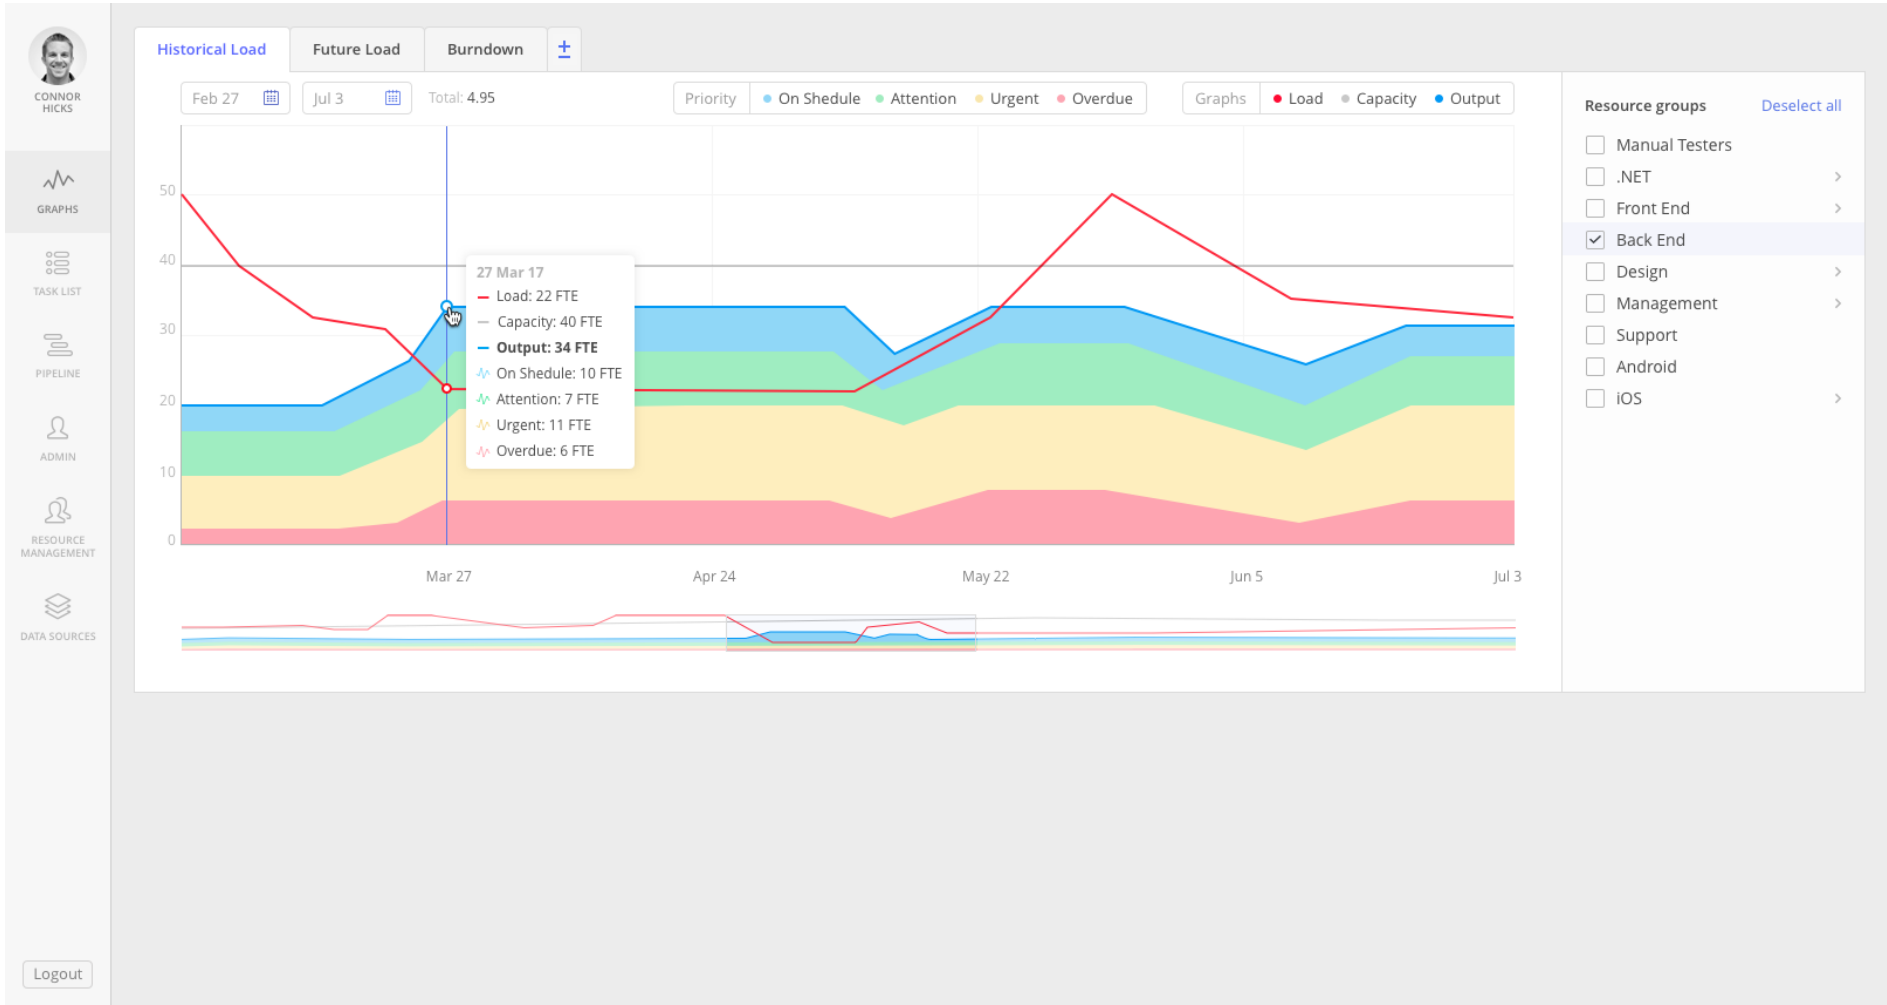 CONNOR
HICKS
GRAPHS
TASK LIST
PIPELINE
ADMIN
RESOURCE
MANAGEMENT
DATA SOURCES
Logout
Historical Load Future Load Burndown ±
Feb 27 Jul 3 Total: 4.95 Priority On Shedule Attention Urgent Overdue Graphs Load Capacity Output
50
40
30
20
10
0
27 Mar 17
Load: 22 FTE
Capacity: 40 FTE
Output: 34 FTE
On Shedule: 10 FTE
Attention: 7 FTE
Urgent: 11 FTE
Overdue: 6 FTE
Mar 27 Apr 24 May 22 Jun 5 Jul 3
Resource groups Deselect all
Manual Testers
.NET
Front End
Back End
Design
Management
Support
Android
iOS